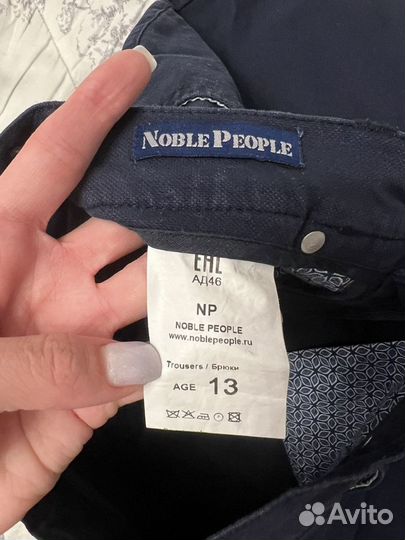 NOBLE PEOPLE
EAC
АД46
NP
NOBLE PEOPLE
www.noblepeople.ru
Trousers / Брюки
AGE 13
Avito